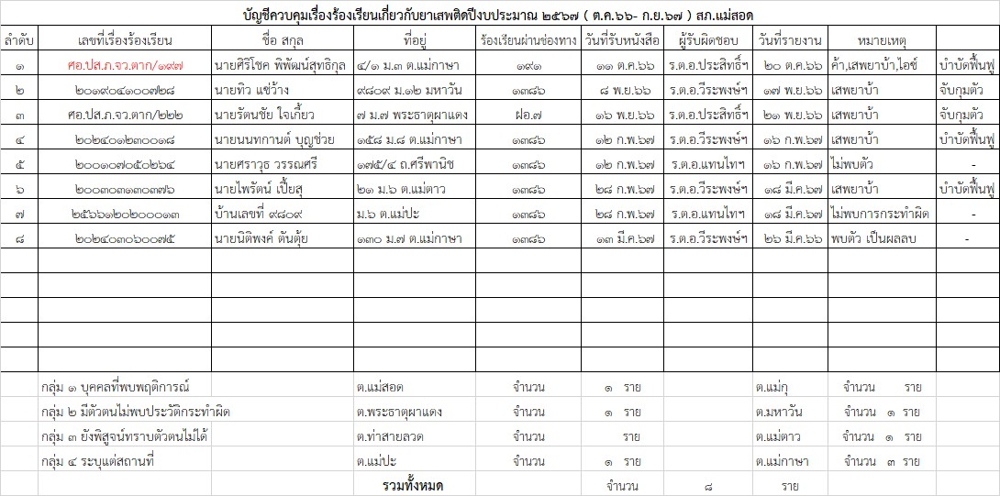 บัญชีควบคุมเรื่องร้องเรียนเกี่ยวกับยาเสพติดปีงบประมาณ ๒๕๖๗ ( ต.ค.๖๖- ก.ย.๖๗ ) สภ.แม่สอด
ลำดับ เลขที่เรื่องร้องเรียน ชื่อ สกุล ที่อยู่ ร้องเรียนผ่านช่องทาง วันที่รับหนังสือ ผู้รับผิดชอบ วันที่รายงาน หมายเหตุ
๑ ศอ.ปส.ภ.จว.ตาก/๑๙๗ นายศิริโชค พิพัฒน์สุทธิกุล ๔/๑ ม.๓ ต.แม่กาษา ๑๙๑ ๑๑ ต.ค.๖๖ ร.ต.อ.ประสิทธิ์ฯ ๒๐ ต.ค.๖๖ ค้า,เสพยาบ้า,ไอซ์ บำบัดฟื้นฟู
๒ ๒๐๑๙๐๔๑๐๐๗๒๘ นายทิว แซ่ว้าง ๙๘๐๙ ม.๑๒ มหาวัน ๑๓๘๖ ๘ พ.ย.๖๖ ร.ต.อ.วีระพงษ์ฯ ๑๗ พ.ย.๖๖ เสพยาบ้า จับกุมตัว
๓ ศอ.ปส.ภ.จว.ตาก/๒๒๒ นายรัตนชัย ใจเกี้ยว ๗ ม.๗ พระธาตุผาแดง ฝอ.๗ ๑๖ พ.ย.๖๖ ร.ต.อ.ประสิทธิ์ฯ ๒๑ พ.ย.๖๖ เสพยาบ้า จับกุมตัว
๔ ๒๐๒๔๐๑๒๓๐๐๑๘ นายนนทกานต์ บุญช่วย ๑๕๘ ม.๘ ต.แม่กาษา ๑๓๘๖ ๑๒ ก.พ.๖๗ ร.ต.อ.วีระพงษ์ฯ ๑๖ ก.พ.๖๗ เสพยาบ้า บำบัดฟื้นฟู
๕ ๒๐๐๑๐๗๐๕๐๒๖๔ นายศราวุธ วรรณศรี ๑๗๕/๔ ถ.ศรีพานิช ๑๓๘๖ ๑๒ ก.พ.๖๗ ร.ต.อ.แทนไทฯ ๑๖ ก.พ.๖๗ ไม่พบตัว -
๖ ๒๐๐๓๐๓๑๓๐๓๗๖ นายไพรัตน์ เปี้ยสุ ๒๑ ม.๖ ต.แม่ตาว ๑๓๘๖ ๒๘ ก.พ.๖๗ ร.ต.อ.วีระพงษ์ฯ ๑๘ มี.ค.๖๗ เสพยาบ้า บำบัดฟื้นฟู
๗ ๒๕๖๖๑๒๐๒๐๐๐๑๓ บ้านเลขที่ ๙๘๐๙ ม.๖ ต.แม่ปะ ๑๓๘๖ ๒๘ ก.พ.๖๗ ร.ต.อ.แทนไทฯ ๑๘ มี.ค.๖๗ ไม่พบการกระทำผิด -
๘ ๒๐๒๔๐๓๐๖๐๐๗๕ นายนิติพงศ์ ตันตุ้ย ๑๓๐ ม.๗ ต.แม่กาษา ๑๓๘๖ ๑๓ มี.ค.๖๗ ร.ต.อ.วีระพงษ์ฯ ๒๖ มี.ค.๖๖ พบตัว เป็นผลลบ -
กลุ่ม ๑ บุคคลที่พบพฤติการณ์ ต.แม่สอด จำนวน ๑ ราย ต.แม่กุ จำนวน ราย
กลุ่ม ๒ มีตัวตนไม่พบประวัติกระทำผิด ต.พระธาตุผาแดง จำนวน ๑ ราย ต.มหาวัน จำนวน ๑ ราย
กลุ่ม ๓ ยังพิสูจน์ทราบตัวตนไม่ได้ ต.ท่าสายลวด จำนวน ราย ต.แม่ตาว จำนวน ๑ ราย
กลุ่ม ๔ ระบุแต่สถานที่ ต.แม่ปะ จำนวน ๑ ราย ต.แม่กาษา จำนวน ๓ ราย
รวมทั้งหมด จำนวน ๘ ราย